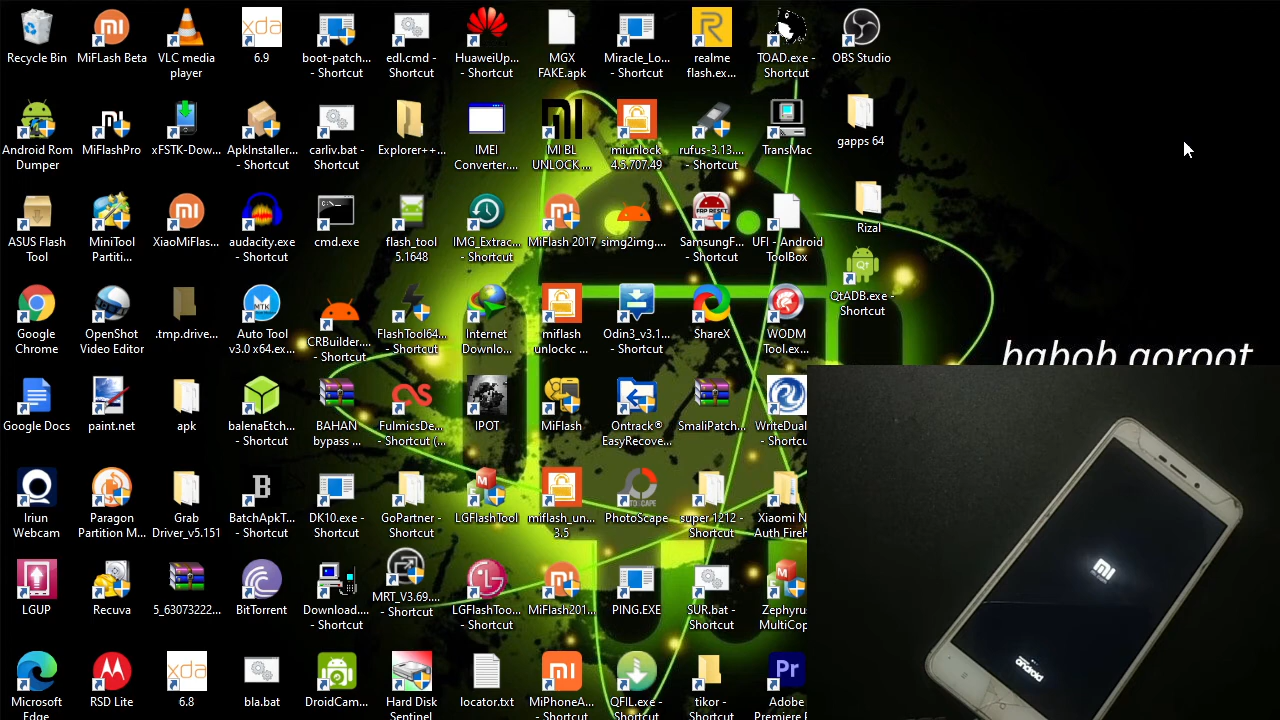 Recycle Bin
MiFLash Beta
VLC media
player
6.9
boot-patch...
- Shortcut
edl.cmd -
Shortcut
HuaweiUp...
- Shortcut
MGX
FAKE.apk
Miracle_Lo...
- Shortcut
realme
flash.ex...
TOAD.exe -
Shortcut
OBS Studio
Android Rom
Dumper
MiFlashPro
xFSTK-Dow...
ApkInstaller...
- Shortcut
carliv.bat -
Shortcut
Explorer++...
IMEI
Converter....
MI BL
UNLOCK ...
miunlock
4.5.707.49
rufus-3.13....
- Shortcut
TransMac
gapps 64
ASUS Flash
Tool
MiniTool
Partiti...
XiaoMiFlas...
audacity.exe
- Shortcut
cmd.exe
flash_tool
5.1648
IMG_Extrac...
- Shortcut
MiFlash 2017
simg2img....
- Shortcut
SamsungF...
- Shortcut
UFI - Android
ToolBox
Rizal
Google
Chrome
OpenShot
Video Editor
.tmp.drive...
Auto Tool
v3.0 x64.ex...
CRBuilder....
- Shortcut
FlashTool64...
- Shortcut
Internet
Downlo...
miflash
unlockc ...
Odin3_v3.1...
- Shortcut
ShareX
WODM
Tool.ex...
QtADB.exe -
Shortcut
bahob goroot
Google Docs
paint.net
apk
balenaEtch...
- Shortcut
BAHAN
bypass ...
FulmicsDe...
- Shortcut (...
IPOT
MiFlash
Ontrack®
EasyRecove...
SmaliPatch...
- Shortcut
WriteDual
- Shortcu
Iriun
Webcam
Paragon
Partition M...
Grab
Driver_v5.151
BatchApkT...
- Shortcut
DK10.exe -
Shortcut
GoPartner -
Shortcut
LGFlashTool
miflash_un...
3.5
PhotoScape
super 1212 -
Shortcut
Xiaomi N
Auth_Fireh
LGUP
Recuva
5_63073222...
BitTorrent
Download....
- Shortcut
MRT_V3.69....
- Shortcut
LGFlashToo...
- Shortcut
MiFlash201...
- Shortcut
PING.EXE
SUR.bat -
Shortcut
Zephyru
MultiCop
Microsoft
Edge
RSD Lite
6.8
bla.bat
DroidCam...
Hard Disk
Sentinel
locator.txt
MiPhoneA...
- Shortcut
QFIL.exe -
Shortcut
tikor -
Shortcut
Adobe
Premiere P
android